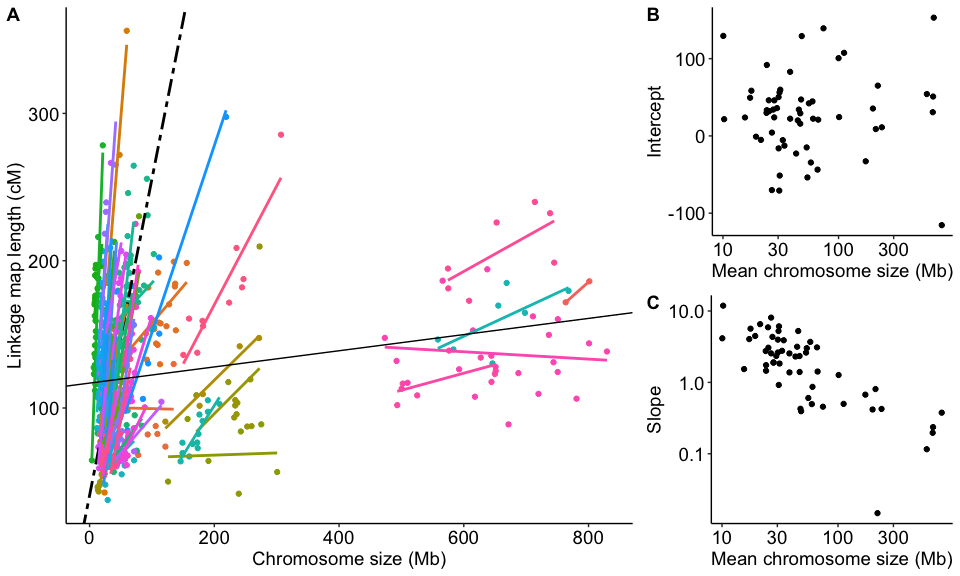 A
Linkage map length (cM)
300
200
100
0
200
400
600
800
Chromosome size (Mb)
B
Intercept
100
0
-100
10
30
100
300
Mean chromosome size (Mb)
C
Slope
10.0
1.0
0.1
10
30
100
300
Mean chromosome size (Mb)